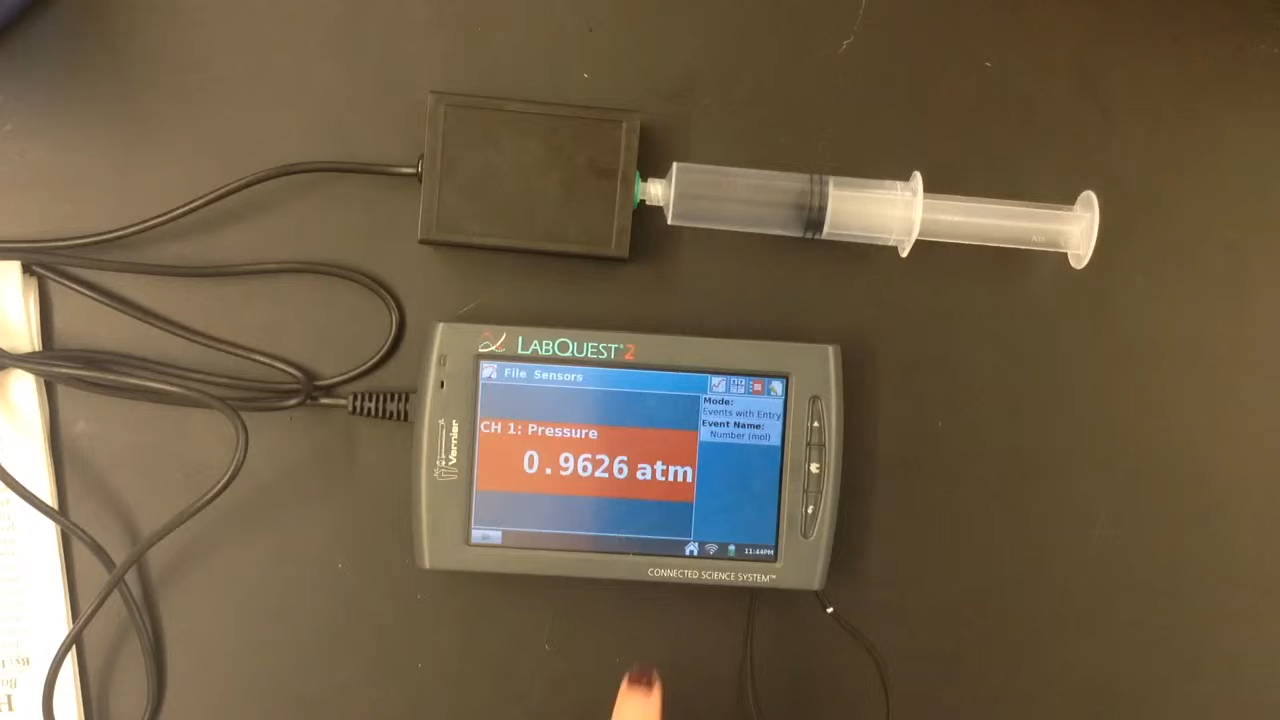 LABQUEST®2
File Sensors
Mode:
Events with Entry
Event Name:
Number (mol)
CH 1: Pressure
0.9626 atm
11:44PM
Vernier
CONNECTED SCIENCE SYSTEM™